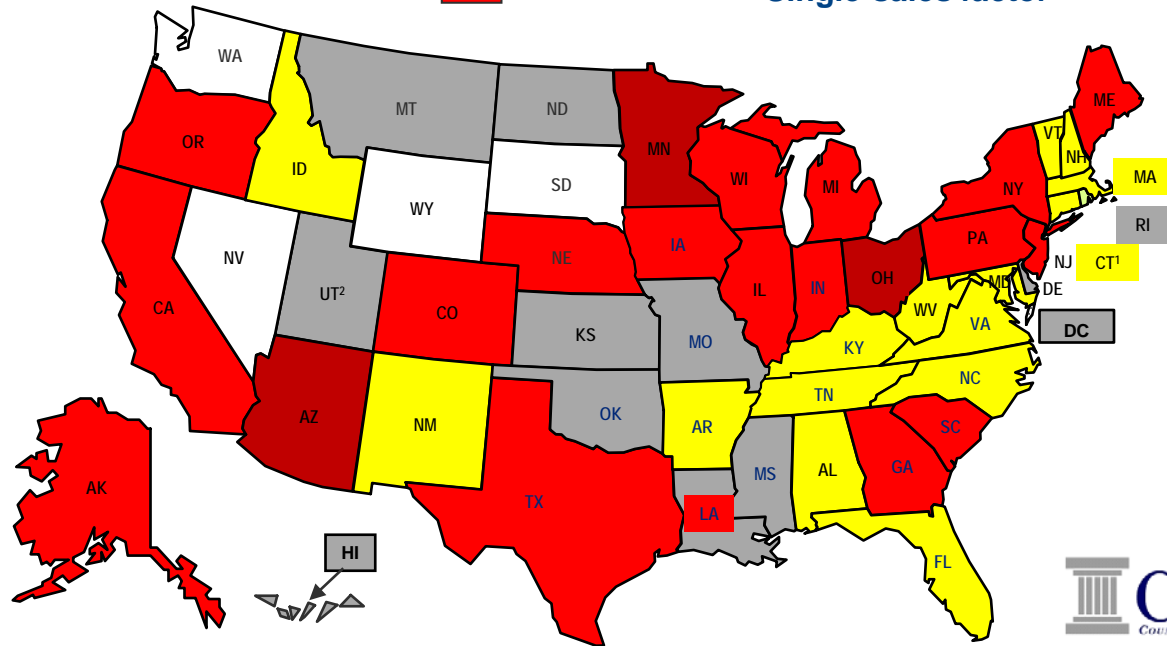 Single Sales factor
WA
MT
ND
MN
ME
VT
NH
OR
ID
SD
WI
MI
NY
MA
WY
RI
NE
IA
PA
NJ
CT¹
NV
UT²
CO
IL
IN
OH
MD
DE
CA
KS
MO
WV
VA
DC
KY
NC
TN
AZ
NM
OK
AR
SC
MS
AL
GA
AK
TX
LA
FL
HI